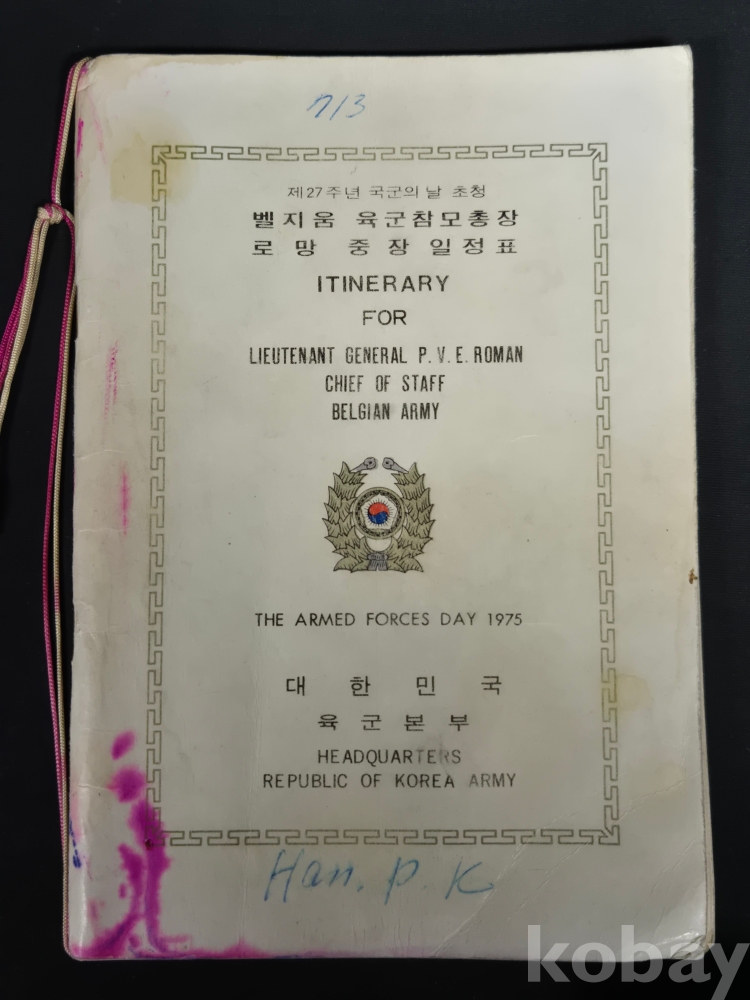 713
제27주년 국군의 날 초청
벨지움 육군참모총장
로망 중장일정표
ITINERARY
FOR
LIEUTENANT GENERAL P. V. E. ROMAN
CHIEF OF STAFF
BELGIAN ARMY
THE ARMED FORCES DAY 1975
대한민국
육군본부
HEADQUARTERS
REPUBLIC OF KOREA ARMY
Han. P. K
kobay